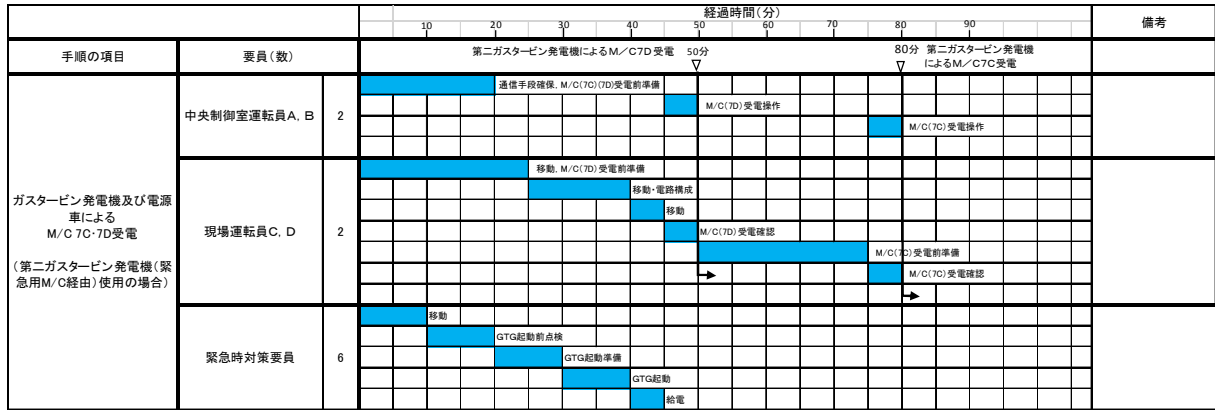 経過時間(分)
備考
10 20 30 40 50 60 70 80 90
手順の項目
要員(数)
第二ガスタービン発電機によるM/C7D受電 50分
80分 第二ガスタービン発電機
によるM/C7C受電
ガスタービン発電機及び電源
車による
M/C 7C・7D受電
(第二ガスタービン発電機(緊
急用M/C経由)使用の場合)
中央制御室運転員A, B
2
通信手段確保, M/C(7C)(7D)受電前準備
M/C(7D)受電操作
M/C(7C)受電操作
現場運転員C, D
2
移動, M/C(7D)受電前準備
移動・電路構成
移動
M/C(7D)受電確認
M/C(7C)受電前準備
M/C(7C)受電確認
緊急時対策要員
6
移動
GTG起動前点検
GTG起動準備
GTG起動
給電